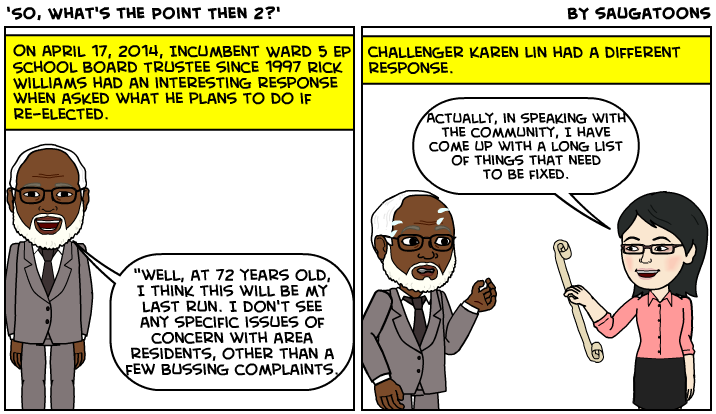 'SO, WHAT'S THE POINT THEN 2?'
BY SAUGATOONS
ON APRIL 17, 2014, INCUMBENT WARD 5 EP
SCHOOL BOARD TRUSTEE SINCE 1997 RICK
WILLIAMS HAD AN INTERESTING RESPONSE
WHEN ASKED WHAT HE PLANS TO DO IF
RE-ELECTED.
"WELL, AT 72 YEARS OLD,
I THINK THIS WILL BE MY
LAST RUN. I DON'T SEE
ANY SPECIFIC ISSUES OF
CONCERN WITH AREA
RESIDENTS, OTHER THAN A
FEW BUSSING COMPLAINTS.
CHALLENGER KAREN LIN HAD A DIFFERENT
RESPONSE.
ACTUALLY, IN SPEAKING WITH
THE COMMUNITY, I HAVE
COME UP WITH A LONG LIST
OF THINGS THAT NEED
TO BE FIXED.